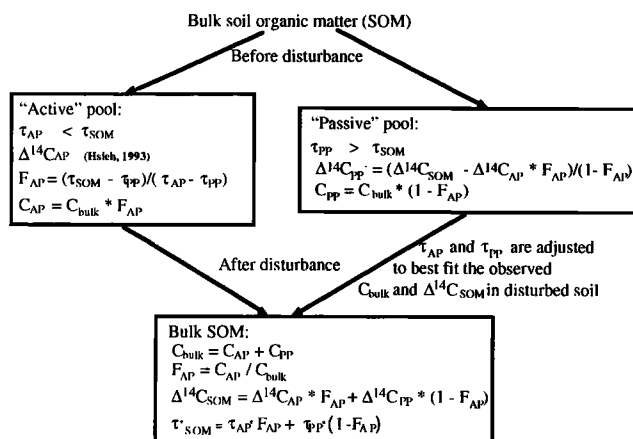 Bulk soil organic matter (SOM)
Before disturbance
“Active” pool:
τAP < τSOM
Δ¹⁴CAP (Hsieh, 1993)
FAP = (τSOM - τPP)/( τAP - τPP)
CAP = Cbulk * FAP
“Passive” pool:
τPP > τSOM
Δ¹⁴CPP = (Δ¹⁴CSOM - Δ¹⁴CAP * FAP)/(1- FAP)
CPP = Cbulk * (1 - FAP)
After disturbance
τAP and τPP are adjusted
to best fit the observed
Cbulk and Δ¹⁴CSOM in disturbed soil
Bulk SOM:
Cbulk = CAP + CPP
FAP = CAP / Cbulk
Δ¹⁴CSOM = Δ¹⁴CAP * FAP + Δ¹⁴CPP * (1 - FAP)
τ*SOM = τAP* FAP + τPP* (1-FAP)